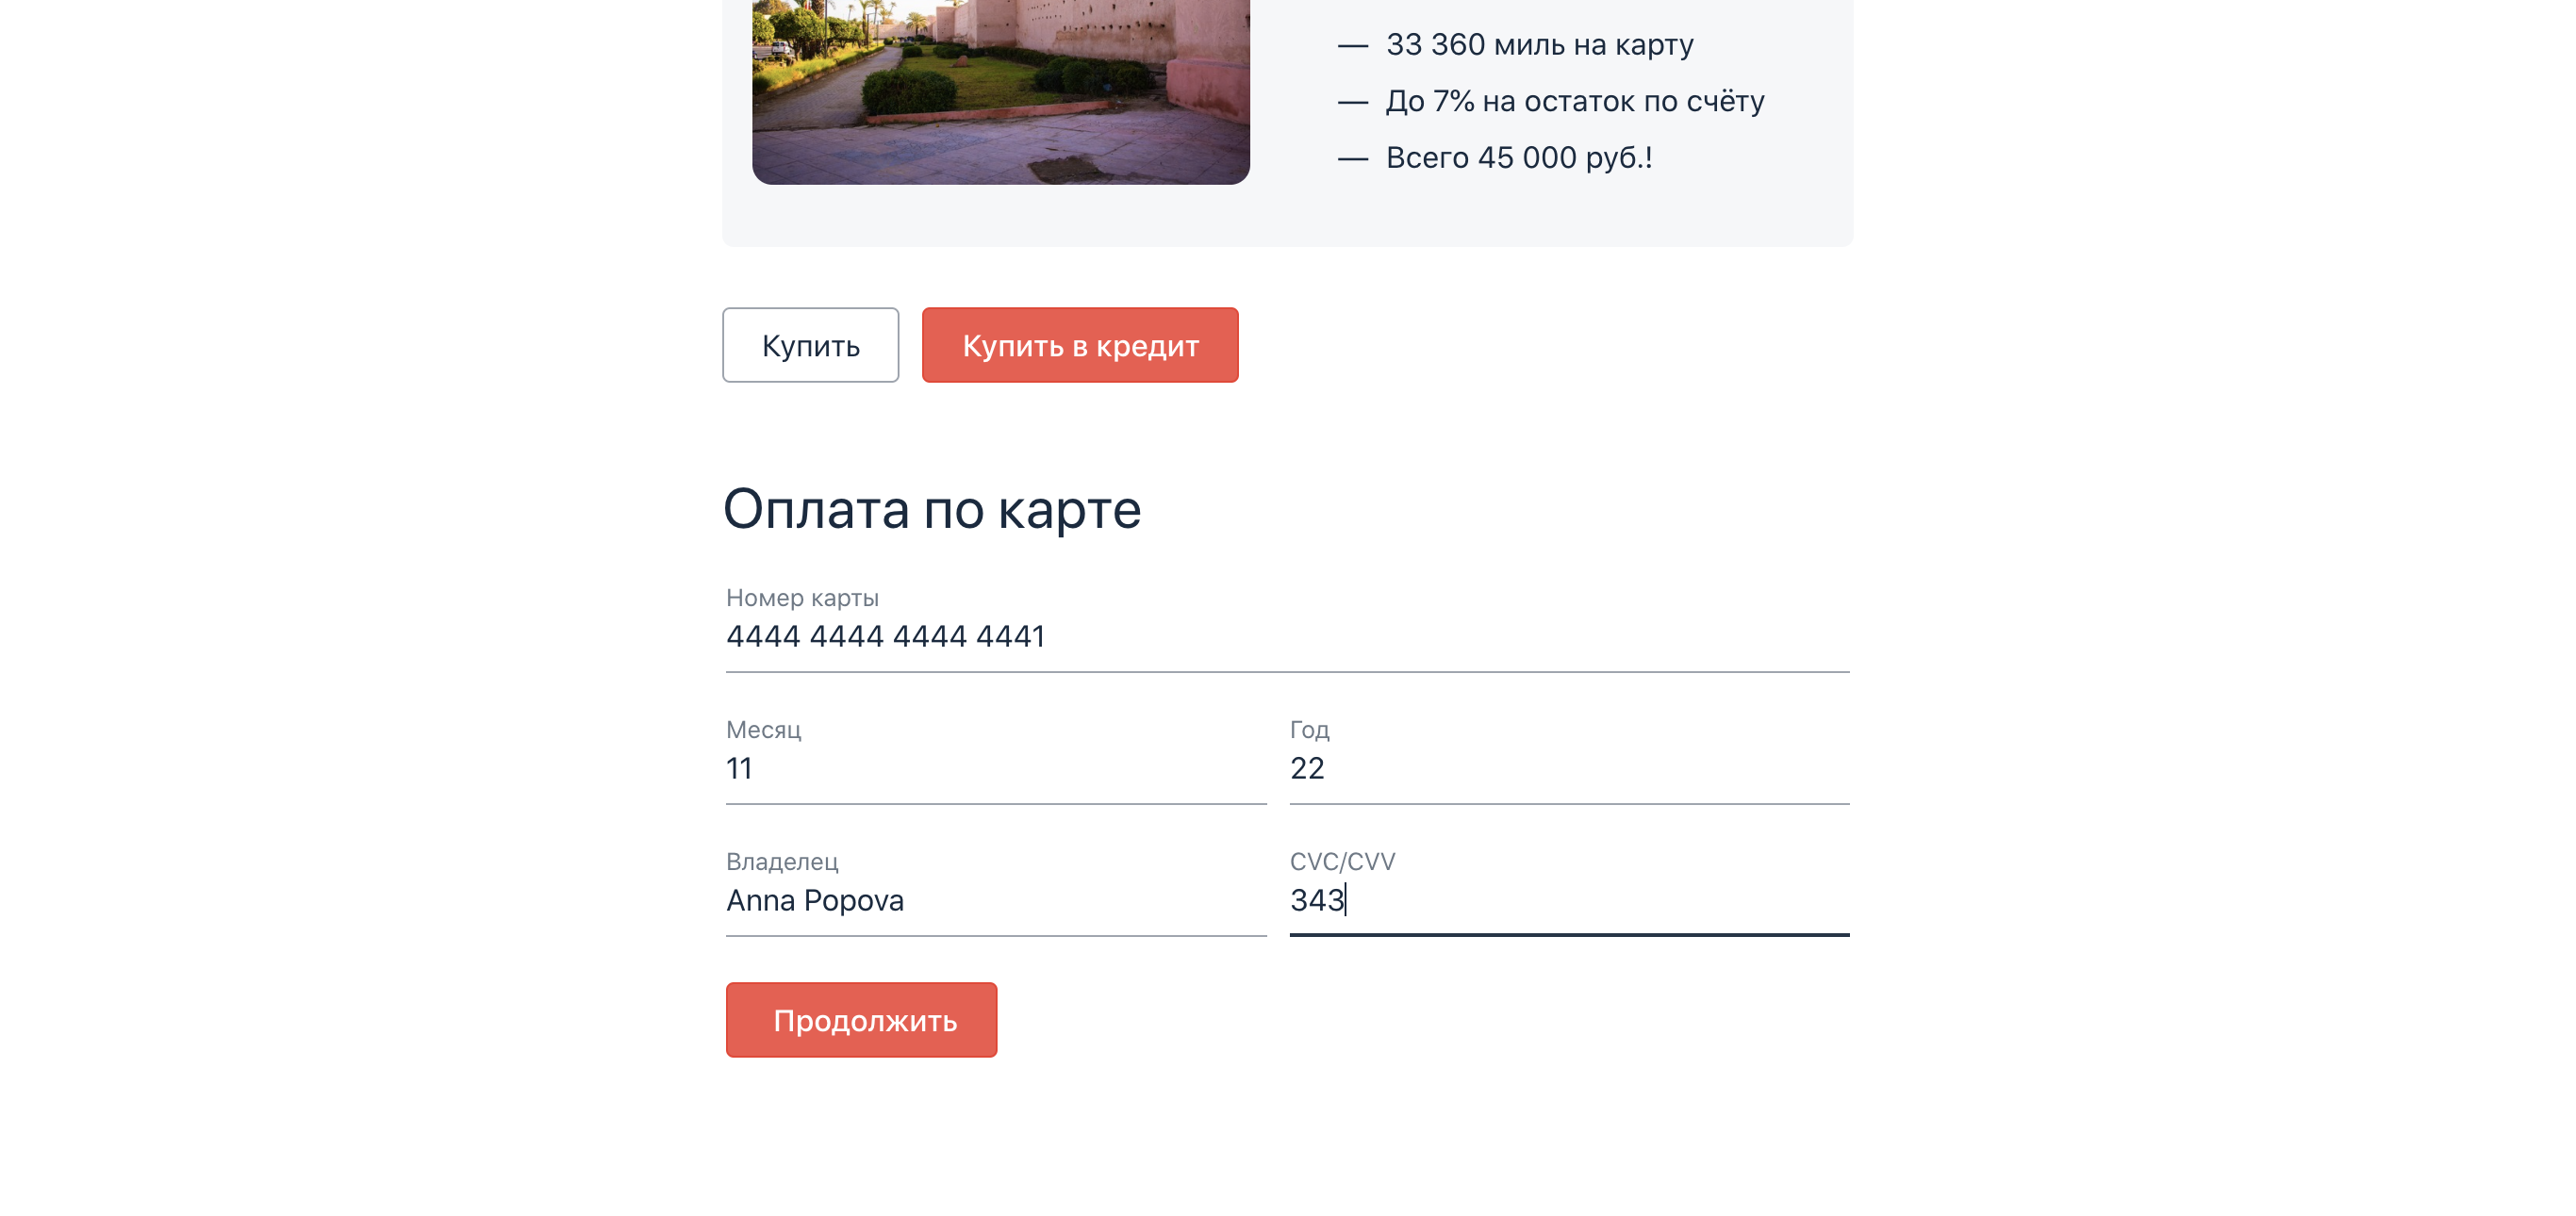 — 33 360 миль на карту
— До 7% на остаток по счёту
— Всего 45 000 руб.!
Купить Купить в кредит
Оплата по карте
Номер карты
4444 4444 4444 4441
Месяц Год
11 22
Владелец CVC/CVV
Anna Popova 343
Продолжить